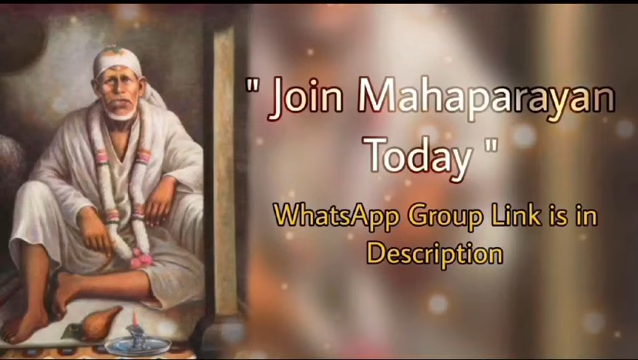 " Join Mahaparayan
Today "
WhatsApp Group Link is in
Description